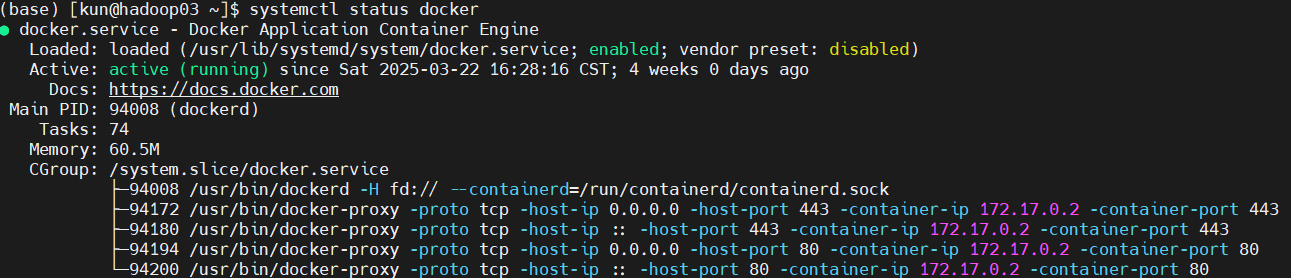 (base) [kun@hadoop03 ~]$ systemctl status docker
● docker.service - Docker Application Container Engine
   Loaded: loaded (/usr/lib/systemd/system/docker.service; enabled; vendor preset: disabled)
   Active: active (running) since Sat 2025-03-22 16:28:16 CST; 4 weeks 0 days ago
     Docs: https://docs.docker.com
 Main PID: 94008 (dockerd)
    Tasks: 74
   Memory: 60.5M
   CGroup: /system.slice/docker.service
           ├─94008 /usr/bin/dockerd -H fd:// --containerd=/run/containerd/containerd.sock
           ├─94172 /usr/bin/docker-proxy -proto tcp -host-ip 0.0.0.0 -host-port 443 -container-ip 172.17.0.2 -container-port 443
           ├─94180 /usr/bin/docker-proxy -proto tcp -host-ip :: -host-port 443 -container-ip 172.17.0.2 -container-port 443
           ├─94194 /usr/bin/docker-proxy -proto tcp -host-ip 0.0.0.0 -host-port 80 -container-ip 172.17.0.2 -container-port 80
           └─94200 /usr/bin/docker-proxy -proto tcp -host-ip :: -host-port 80 -container-ip 172.17.0.2 -container-port 80